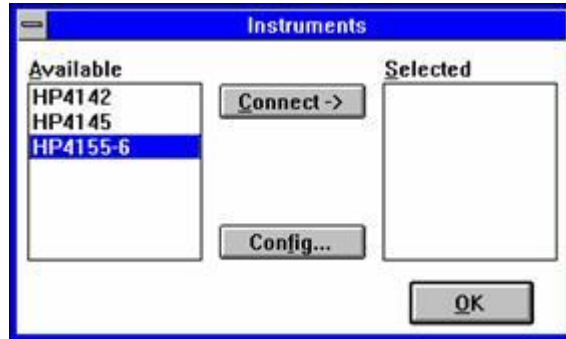 Instruments
Available
Selected
HP4142
HP4145
HP4155-6
Connect ->
Config...
OK